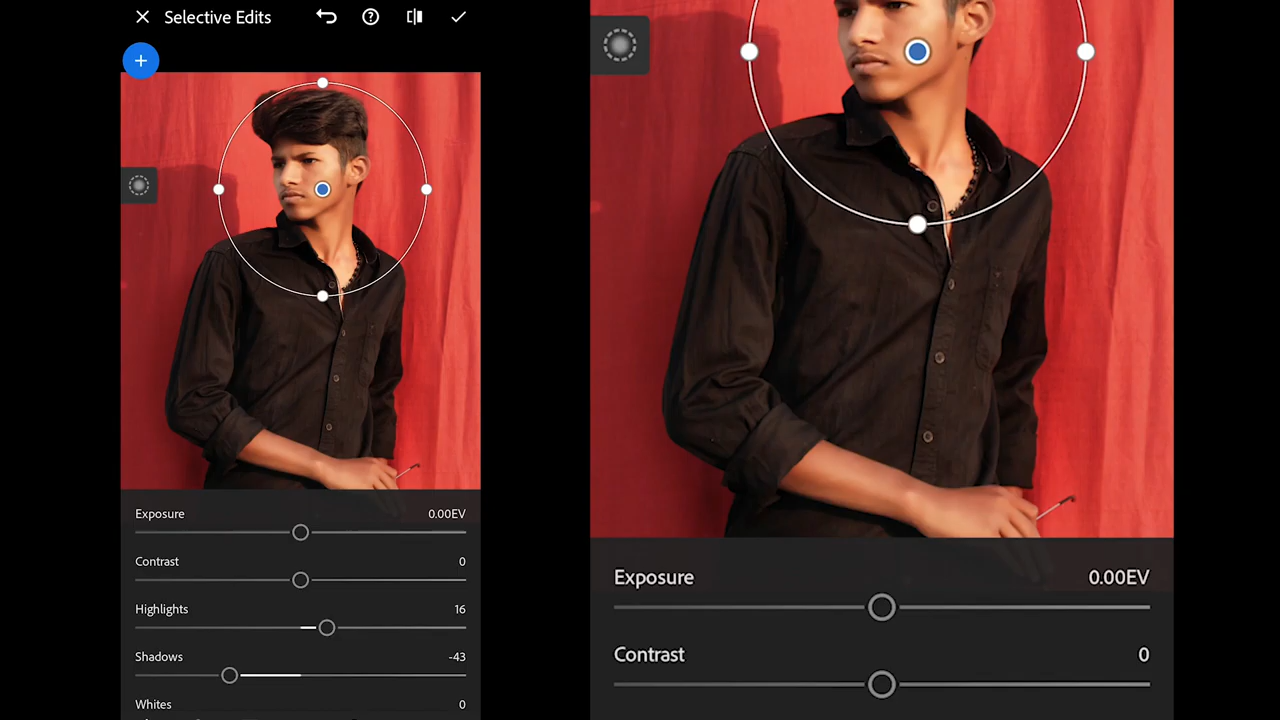 Selective Edits
Exposure 0.00EV
Contrast 0
Highlights 16
Shadows -43
Whites 0
Exposure 0.00EV
Contrast 0